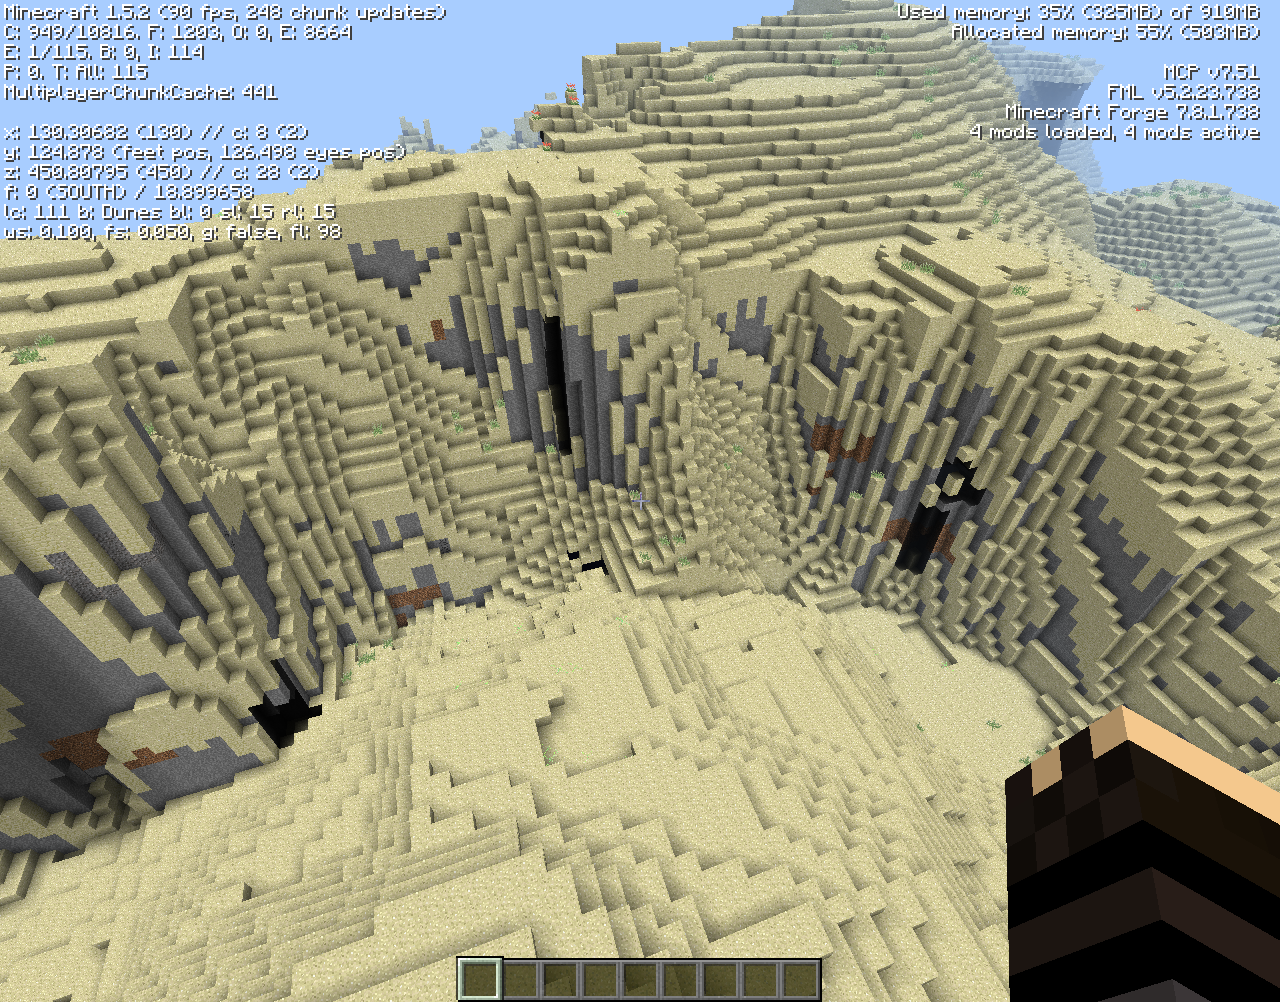 Minecraft 1.5.2 (90 fps, 248 chunk updates)
C: 949/10816, F: 1203, O: 0, E: 8664
E: 1/115, B: 0, I: 114
P: 0, T: All: 115
MultiplayerChunkCache: 441
x: 130.30682 (130) // c: 8 (2)
y: 124.878 (feet pos, 126.498 eyes pos)
z: 450.80795 (450) // c: 28 (2)
f: 0 (SOUTH) / 18.899658
lc: 111 b: Dunes bl: 0 sl: 15 rl: 15
ws: 0.100, fs: 0.050, g: false, fl: 98
Used memory: 35% (325MB) of 910MB
Allocated memory: 55% (503MB)
MCP v7.51
FML v5.2.23.738
Minecraft Forge 7.8.1.738
4 mods loaded, 4 mods active